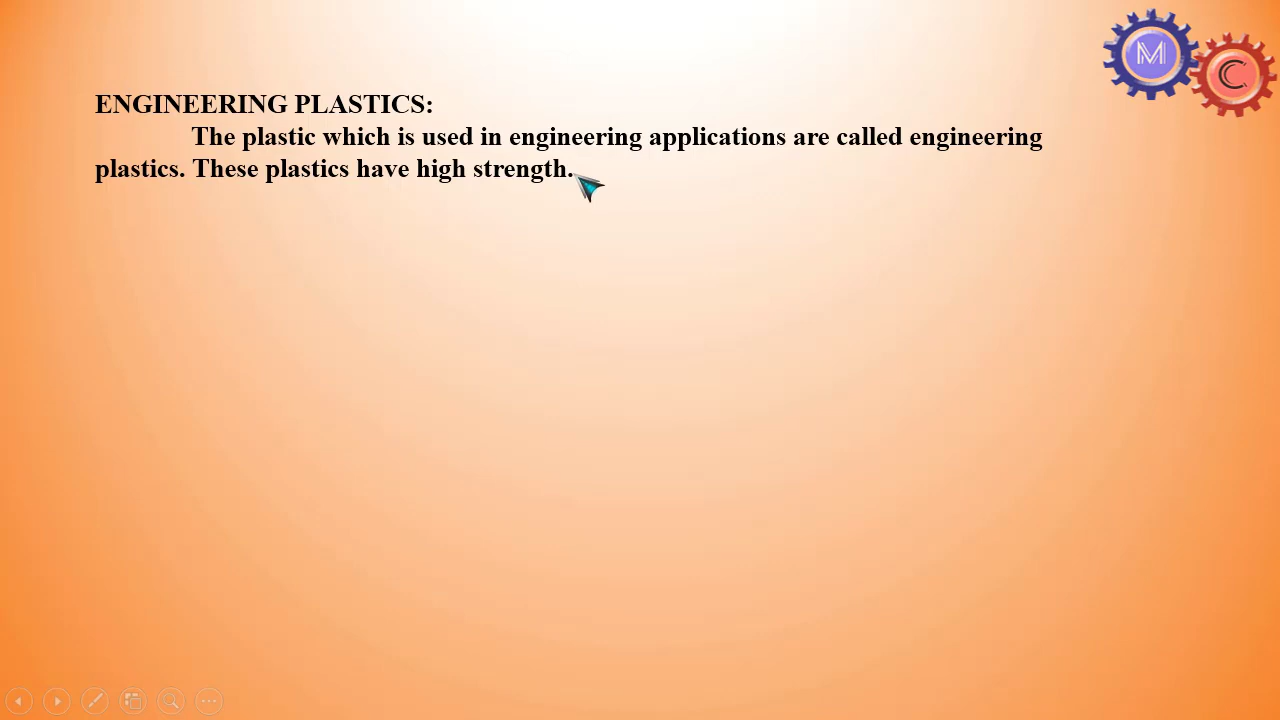 M
C
ENGINEERING PLASTICS:
The plastic which is used in engineering applications are called engineering
plastics. These plastics have high strength.